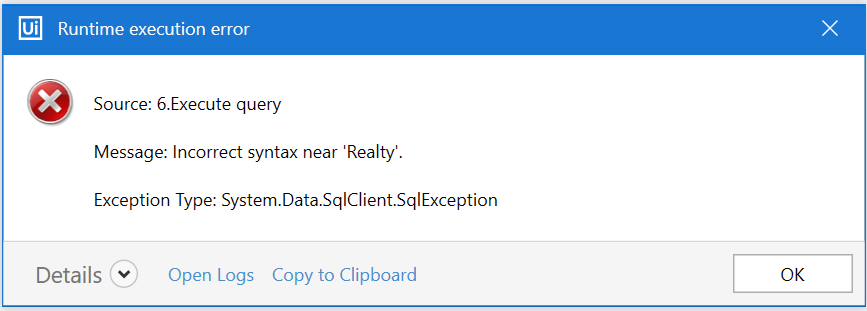 Ui Runtime execution error
Source: 6.Execute query
Message: Incorrect syntax near 'Realty'.
Exception Type: System.Data.SqlClient.SqlException
Details Open Logs Copy to Clipboard OK